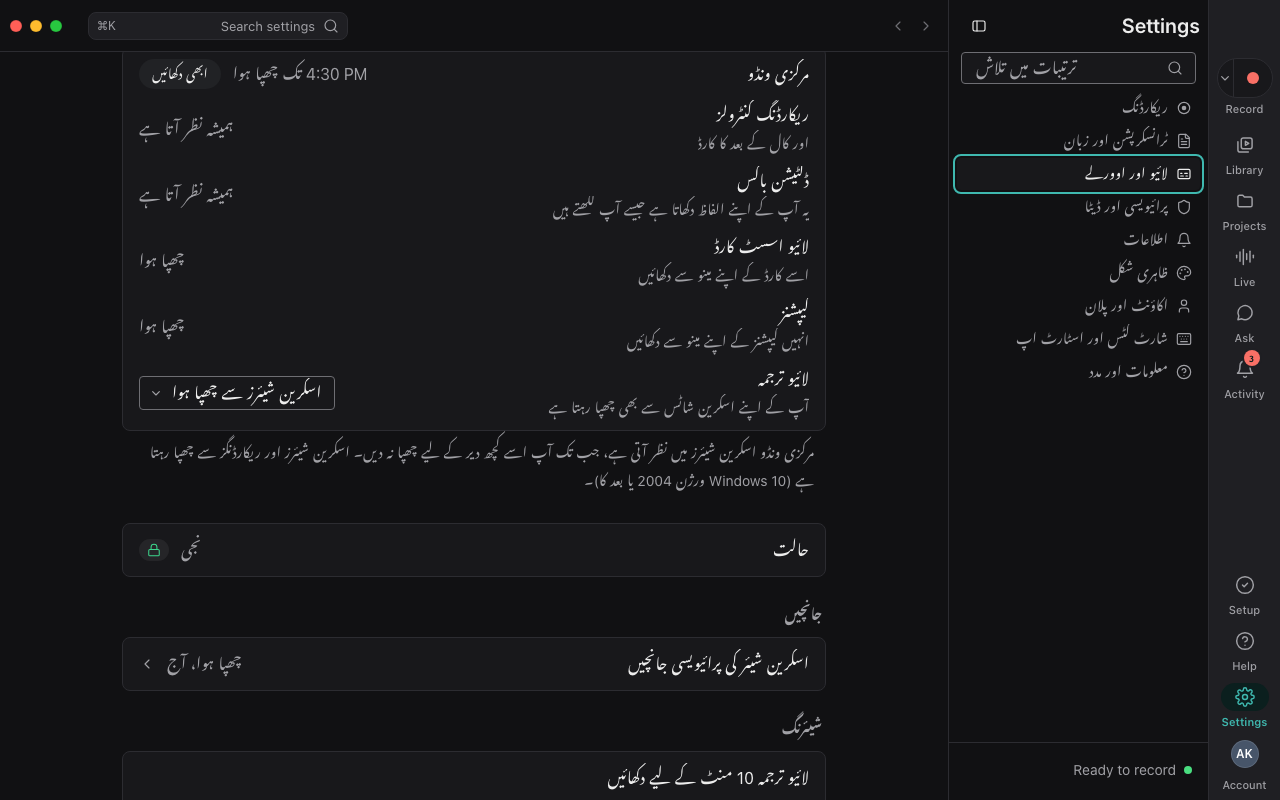 ⌘K
Search settings
Settings
ترتیبات میں تلاش
ریکارڈنگ
ٹرانسکرپشن اور زبان
لائیو اور اوورلے
پرائیویسی اور ڈیٹا
اطلاعات
ظاہری شکل
اکاؤنٹ اور پلان
شارٹ کٹس اور اسٹارٹ اپ
معلومات اور مدد
Ready to record
Record
Library
Projects
Live
Ask
3
Activity
Setup
Help
Settings
AK
Account
مرکزی ونڈو
4:30 PM تک چھپا ہوا
ابھی دکھائیں
ریکارڈنگ کنٹرولز
اور کال کے بعد کا کارڈ
ہمیشہ نظر آتا ہے
ڈکٹیشن باکس
یہ آپ کے اپنے الفاظ دکھاتا ہے جیسے آپ لکھتے ہیں
ہمیشہ نظر آتا ہے
لائیو اسسٹ کارڈ
اسے کارڈ کے اپنے مینو سے دکھائیں
چھپا ہوا
کیپشنز
انہیں کیپشنز کے اپنے مینو سے دکھائیں
چھپا ہوا
لائیو ترجمہ
آپ کے اپنے اسکرین شاٹس سے بھی چھپا رہتا ہے
اسکرین شیئرز سے چھپا ہوا
مرکزی ونڈو اسکرین شیئرز میں نظر آتی ہے، جب تک آپ اسے کچھ دیر کے لیے چھپا نہ دیں۔ اسکرین شیئرز اور ریکارڈنگز سے چھپا رہتا
ہے (Windows 10 ورژن 2004 یا بعد کا)۔
حالت
نجی
جانچیں
اسکرین شیئر کی پرائیویسی جانچیں
چھپا ہوا، آج
شیئرنگ
لائیو ترجمہ 10 منٹ کے لیے دکھائیں